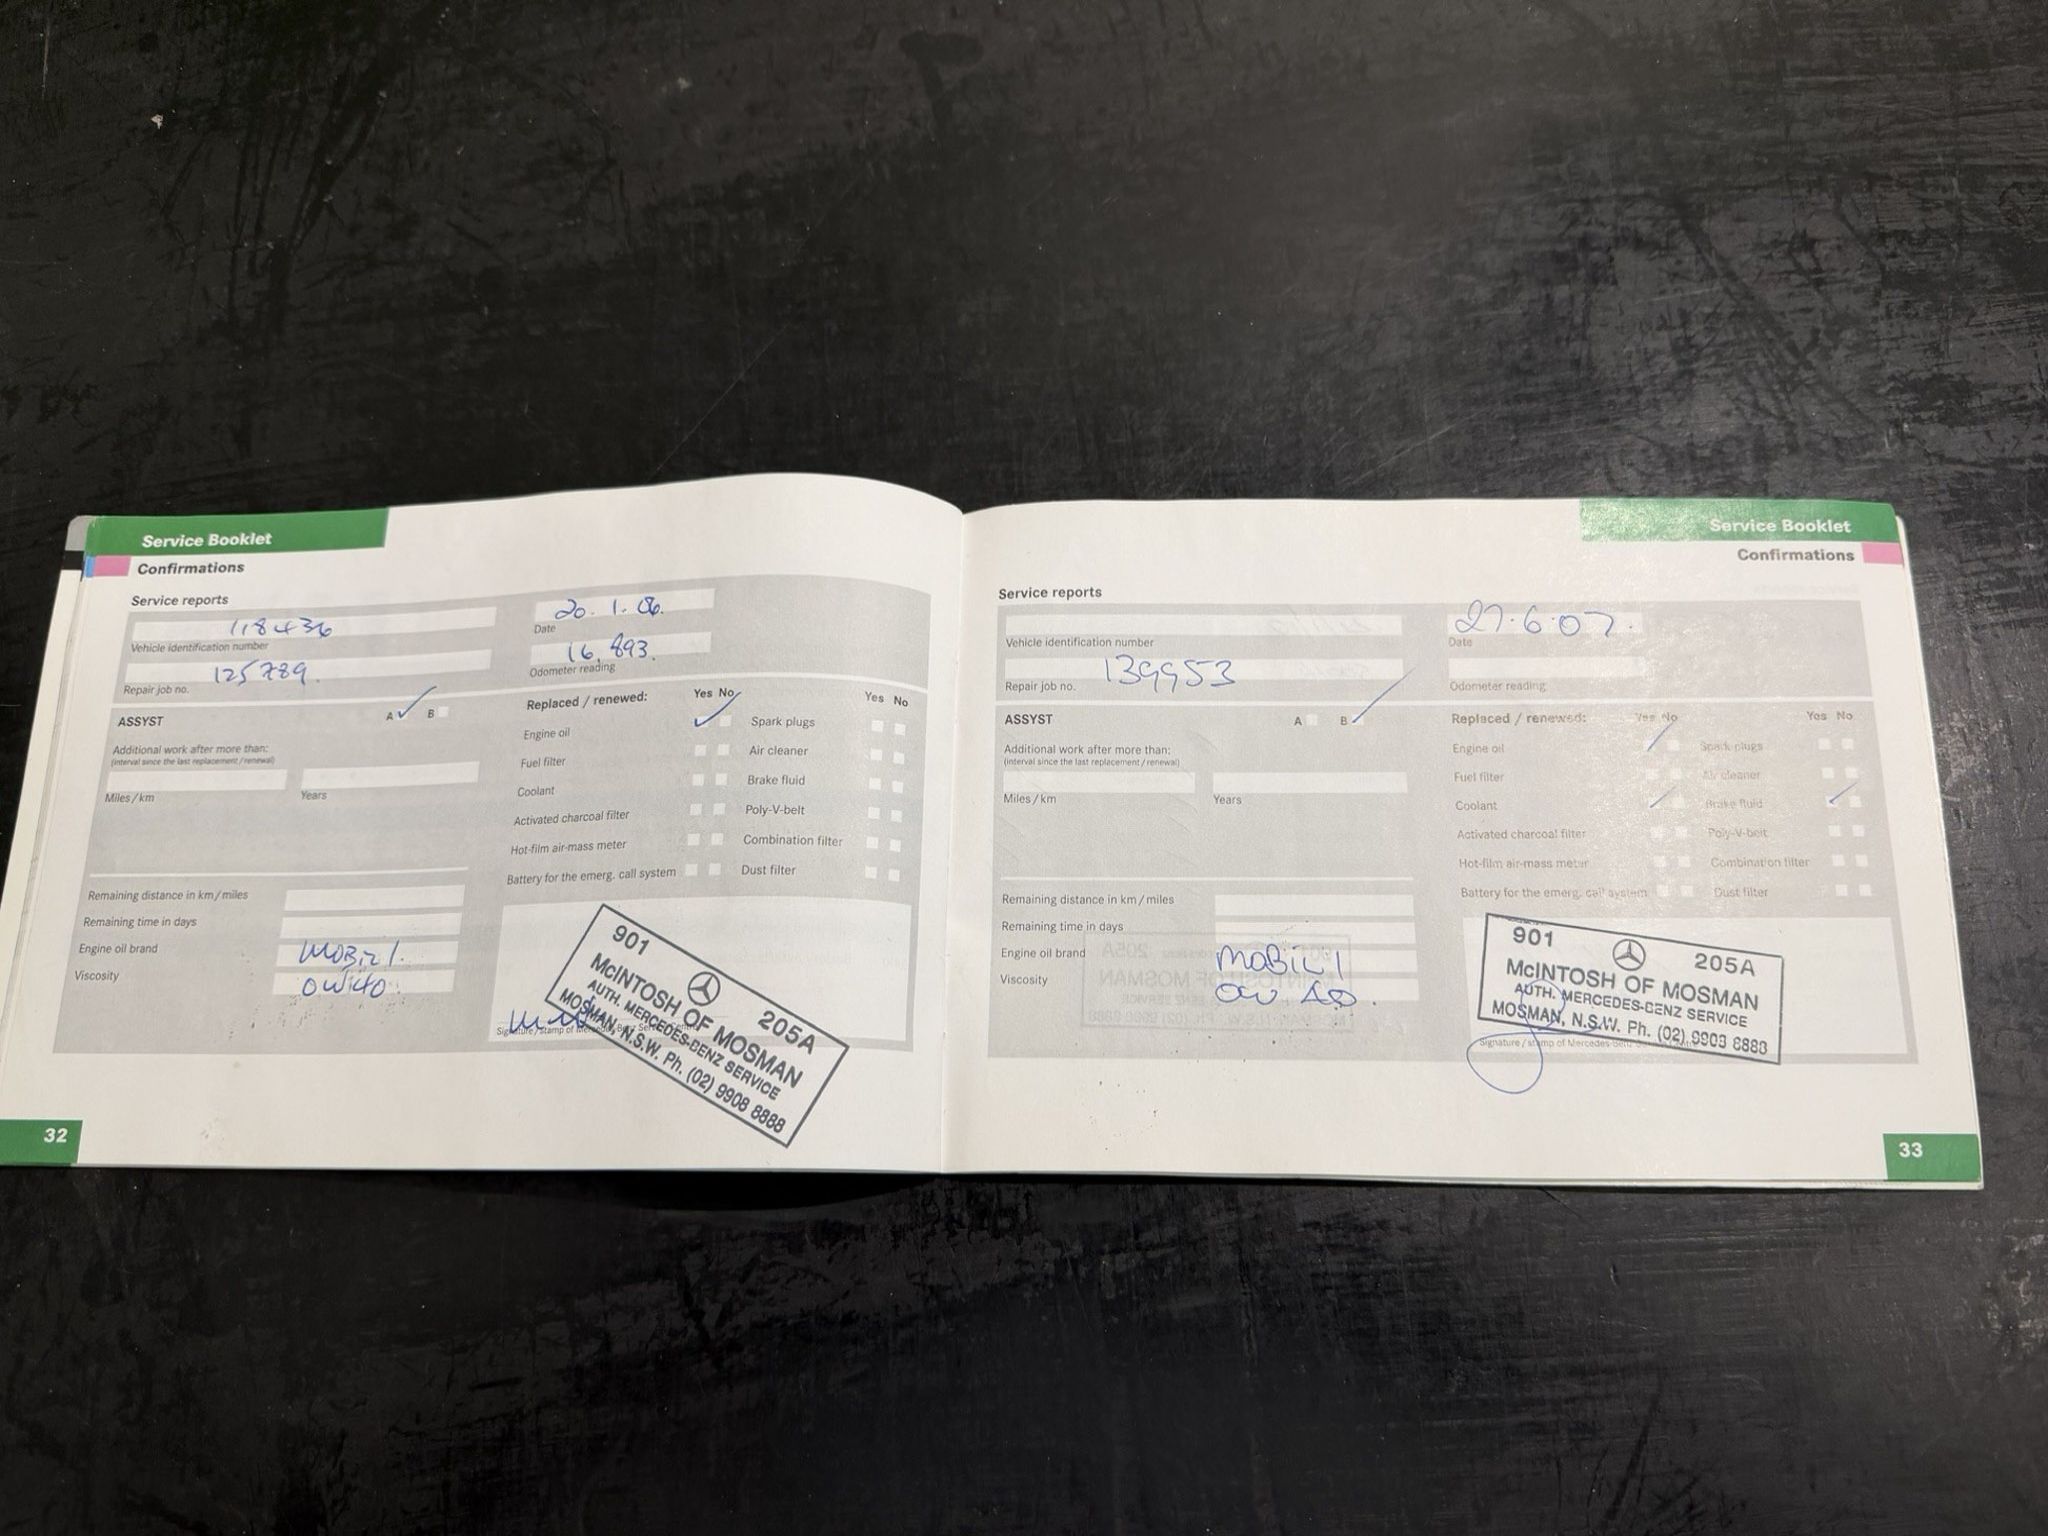 Service Booklet
Confirmations
Service reports
118436
Vehicle identification number
20.1.06.
Date
125789.
Repair job no.
16,893.
Odometer reading
ASSYST
A B
Additional work after more than:
(interval since the last replacement/renewal)
Miles/km
Years
Remaining distance in km/miles
Remaining time in days
Engine oil brand
MOBIL 1.
Viscosity
0W40.
Replaced / renewed:
Yes No
Yes No
Engine oil
Spark plugs
Fuel filter
Air cleaner
Coolant
Brake fluid
Activated charcoal filter
Poly-V-belt
Hot-film air-mass meter
Combination filter
Battery for the emerg. call system
Dust filter
901
205A
McINTOSH OF MOSMAN
AUTH. MERCEDES-BENZ SERVICE
MOSMAN, N.S.W. Ph. (02) 9908 8888
Signature/stamp of Mercedes-Benz Service
32
Service Booklet
Confirmations
Service reports
Vehicle identification number
27.6.07.
Date
139953
Repair job no.
Odometer reading
ASSYST
A B
Additional work after more than:
(interval since the last replacement/renewal)
Miles/km
Years
Remaining distance in km/miles
Remaining time in days
Engine oil brand
MOBIL 1
Viscosity
0W 40.
Replaced / renewed:
Yes No
Yes No
Engine oil
Spark plugs
Fuel filter
Air cleaner
Coolant
Brake fluid
Activated charcoal filter
Poly-V-belt
Hot-film air-mass meter
Combination filter
Battery for the emerg. call system
Dust filter
901
205A
McINTOSH OF MOSMAN
AUTH. MERCEDES-BENZ SERVICE
MOSMAN, N.S.W. Ph. (02) 9908 8888
Signature/stamp of Mercedes-Benz
33